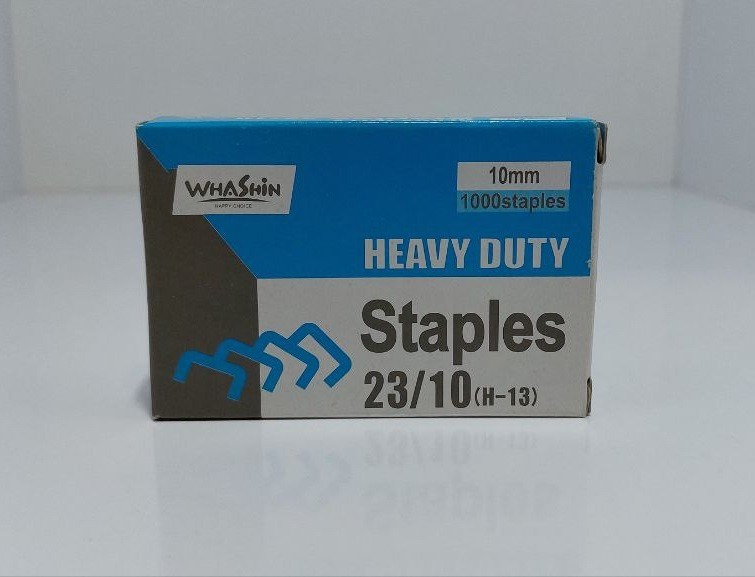 WHASHIN
HAPPY CHOICE
10mm
1000staples
HEAVY DUTY
Staples
23/10(H-13)